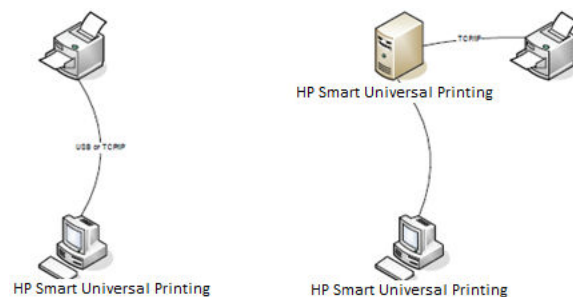 TCP/IP
HP Smart Universal Printing
USB or TCP/IP
HP Smart Universal Printing
HP Smart Universal Printing